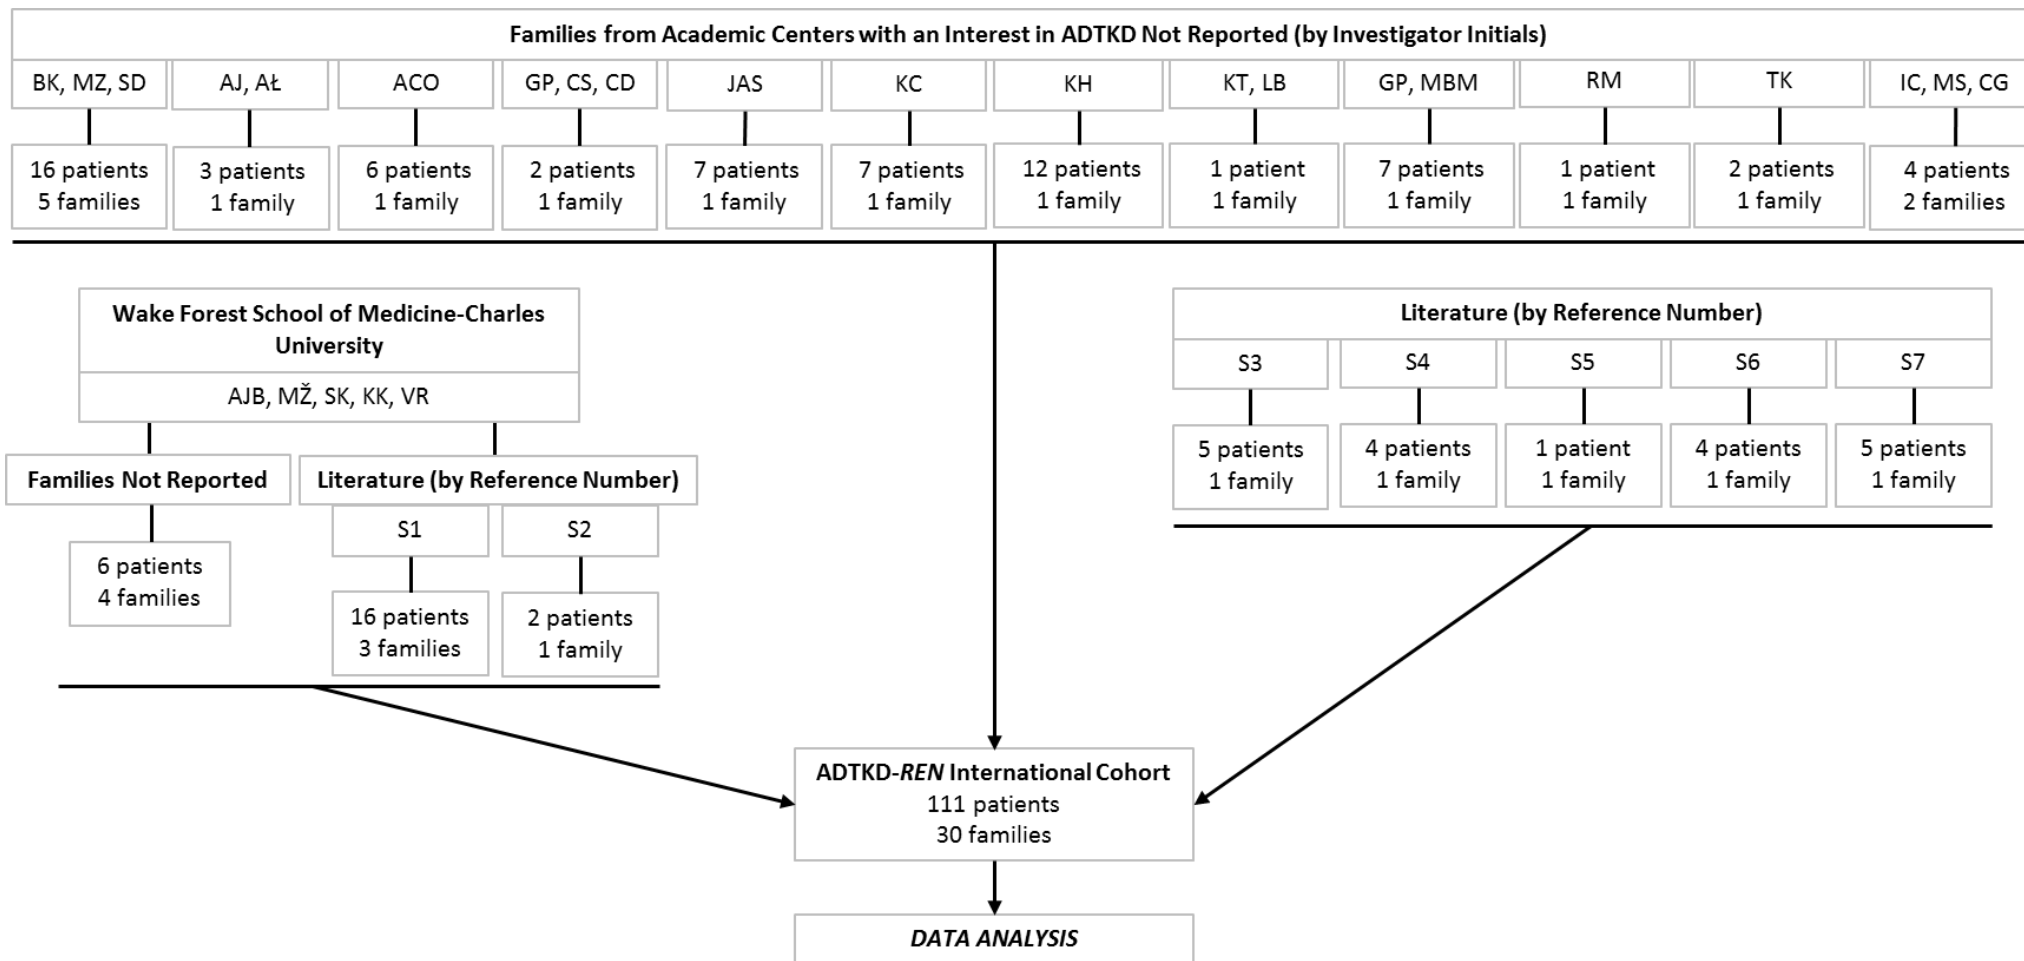 Families from Academic Centers with an Interest in ADTKD Not Reported (by Investigator Initials)
BK, MZ, SD
16 patients
5 families
AJ, AŁ
3 patients
1 family
ACO
6 patients
1 family
GP, CS, CD
2 patients
1 family
JAS
7 patients
1 family
KC
7 patients
1 family
KH
12 patients
1 family
KT, LB
1 patient
1 family
GP, MBM
7 patients
1 family
RM
1 patient
1 family
TK
2 patients
1 family
IC, MS, CG
4 patients
2 families
Wake Forest School of Medicine-Charles
University
AJB, MŽ, SK, KK, VR
Families Not Reported
6 patients
4 families
Literature (by Reference Number)
S1
16 patients
3 families
S2
2 patients
1 family
Literature (by Reference Number)
S3
5 patients
1 family
S4
4 patients
1 family
S5
1 patient
1 family
S6
4 patients
1 family
S7
5 patients
1 family
ADTKD-REN International Cohort
111 patients
30 families
DATA ANALYSIS